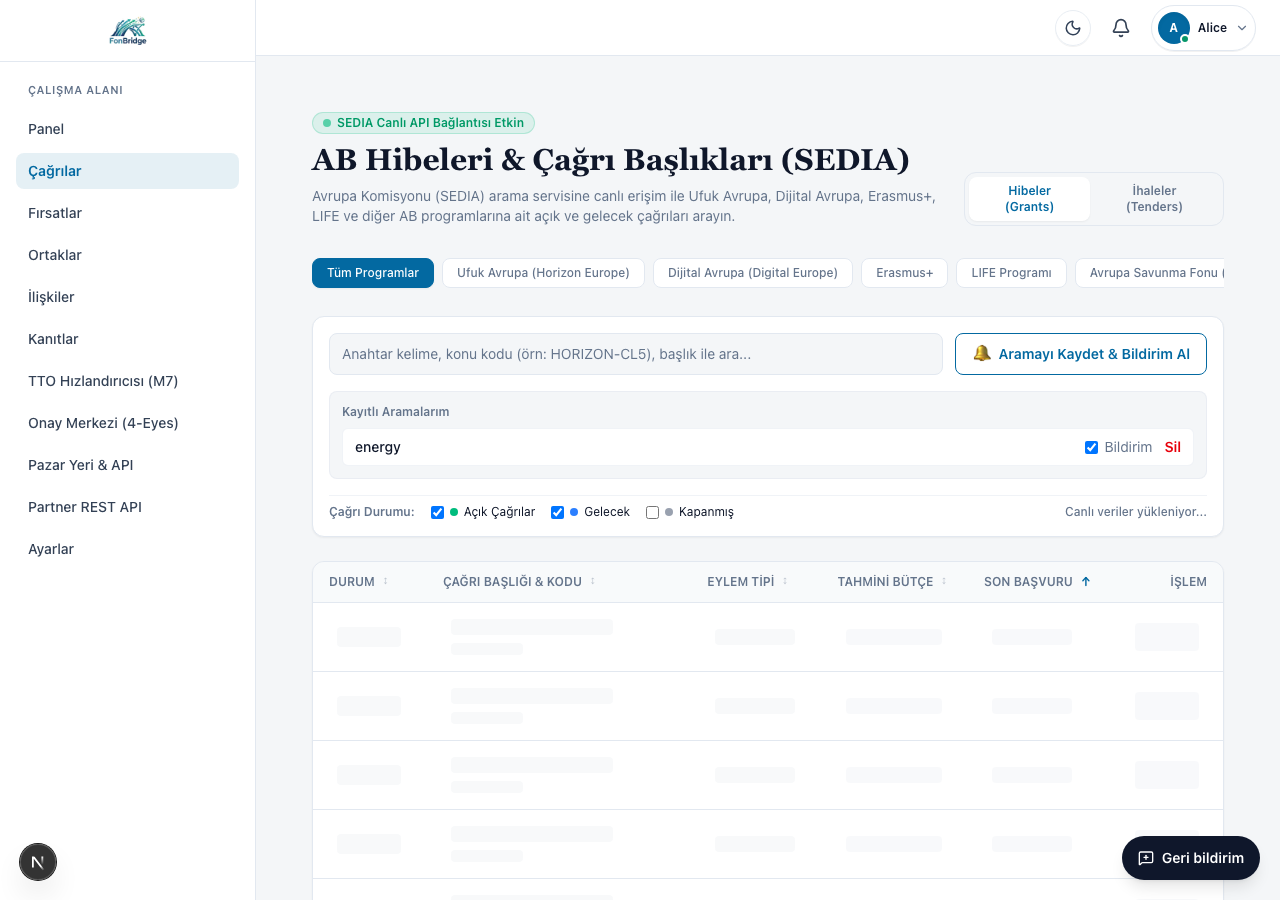 FonBridge
A
Alice
ÇALIŞMA ALANI
Panel
Çağrılar
Fırsatlar
Ortaklar
İlişkiler
Kanıtlar
TTO Hızlandırıcısı (M7)
Onay Merkezi (4-Eyes)
Pazar Yeri & API
Partner REST API
Ayarlar
N
SEDIA Canlı API Bağlantısı Etkin
AB Hibeleri & Çağrı Başlıkları (SEDIA)
Avrupa Komisyonu (SEDIA) arama servisine canlı erişim ile Ufuk Avrupa, Dijital Avrupa, Erasmus+,
LIFE ve diğer AB programlarına ait açık ve gelecek çağrıları arayın.
Hibeler
(Grants)
İhaleler
(Tenders)
Tüm Programlar
Ufuk Avrupa (Horizon Europe)
Dijital Avrupa (Digital Europe)
Erasmus+
LIFE Programı
Avrupa Savunma Fonu (
Anahtar kelime, konu kodu (örn: HORIZON-CL5), başlık ile ara...
Aramayı Kaydet & Bildirim Al
Kayıtlı Aramalarım
energy
Bildirim
Sil
Çağrı Durumu:
Açık Çağrılar
Gelecek
Kapanmış
Canlı veriler yükleniyor...
DURUM
ÇAĞRI BAŞLIĞI & KODU
EYLEM TİPİ
TAHMİNİ BÜTÇE
SON BAŞVURU
İŞLEM
Geri bildirim